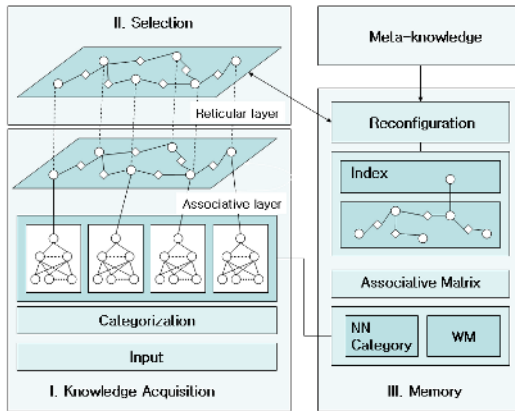 II. Selection
Reticular layer
Associative layer
Categorization
Input
I. Knowledge Acquisition
Meta-knowledge
Reconfiguration
Index
Associative Matrix
NN
Category
WM
III. Memory